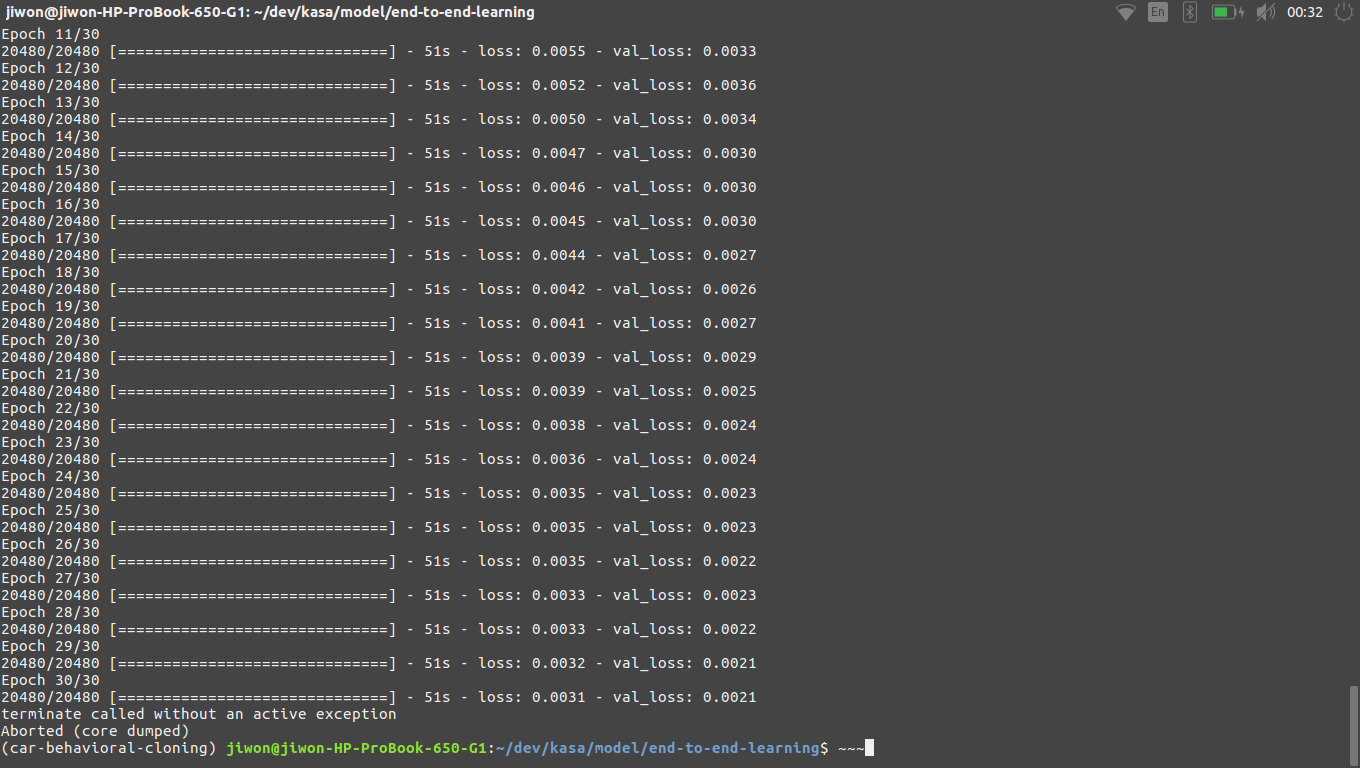 jiwon@jiwon-HP-ProBook-650-G1: ~/dev/kasa/model/end-to-end-learning
En
00:32
Epoch 11/30
20480/20480 [==============================] - 51s - loss: 0.0055 - val_loss: 0.0033
Epoch 12/30
20480/20480 [==============================] - 51s - loss: 0.0052 - val_loss: 0.0036
Epoch 13/30
20480/20480 [==============================] - 51s - loss: 0.0050 - val_loss: 0.0034
Epoch 14/30
20480/20480 [==============================] - 51s - loss: 0.0047 - val_loss: 0.0030
Epoch 15/30
20480/20480 [==============================] - 51s - loss: 0.0046 - val_loss: 0.0030
Epoch 16/30
20480/20480 [==============================] - 51s - loss: 0.0045 - val_loss: 0.0030
Epoch 17/30
20480/20480 [==============================] - 51s - loss: 0.0044 - val_loss: 0.0027
Epoch 18/30
20480/20480 [==============================] - 51s - loss: 0.0042 - val_loss: 0.0026
Epoch 19/30
20480/20480 [==============================] - 51s - loss: 0.0041 - val_loss: 0.0027
Epoch 20/30
20480/20480 [==============================] - 51s - loss: 0.0039 - val_loss: 0.0029
Epoch 21/30
20480/20480 [==============================] - 51s - loss: 0.0039 - val_loss: 0.0025
Epoch 22/30
20480/20480 [==============================] - 51s - loss: 0.0038 - val_loss: 0.0024
Epoch 23/30
20480/20480 [==============================] - 51s - loss: 0.0036 - val_loss: 0.0024
Epoch 24/30
20480/20480 [==============================] - 51s - loss: 0.0035 - val_loss: 0.0023
Epoch 25/30
20480/20480 [==============================] - 51s - loss: 0.0035 - val_loss: 0.0023
Epoch 26/30
20480/20480 [==============================] - 51s - loss: 0.0035 - val_loss: 0.0022
Epoch 27/30
20480/20480 [==============================] - 51s - loss: 0.0033 - val_loss: 0.0023
Epoch 28/30
20480/20480 [==============================] - 51s - loss: 0.0033 - val_loss: 0.0022
Epoch 29/30
20480/20480 [==============================] - 51s - loss: 0.0032 - val_loss: 0.0021
Epoch 30/30
20480/20480 [==============================] - 51s - loss: 0.0031 - val_loss: 0.0021
terminate called without an active exception
Aborted (core dumped)
(car-behavioral-cloning) jiwon@jiwon-HP-ProBook-650-G1:~/dev/kasa/model/end-to-end-learning$ ~~~